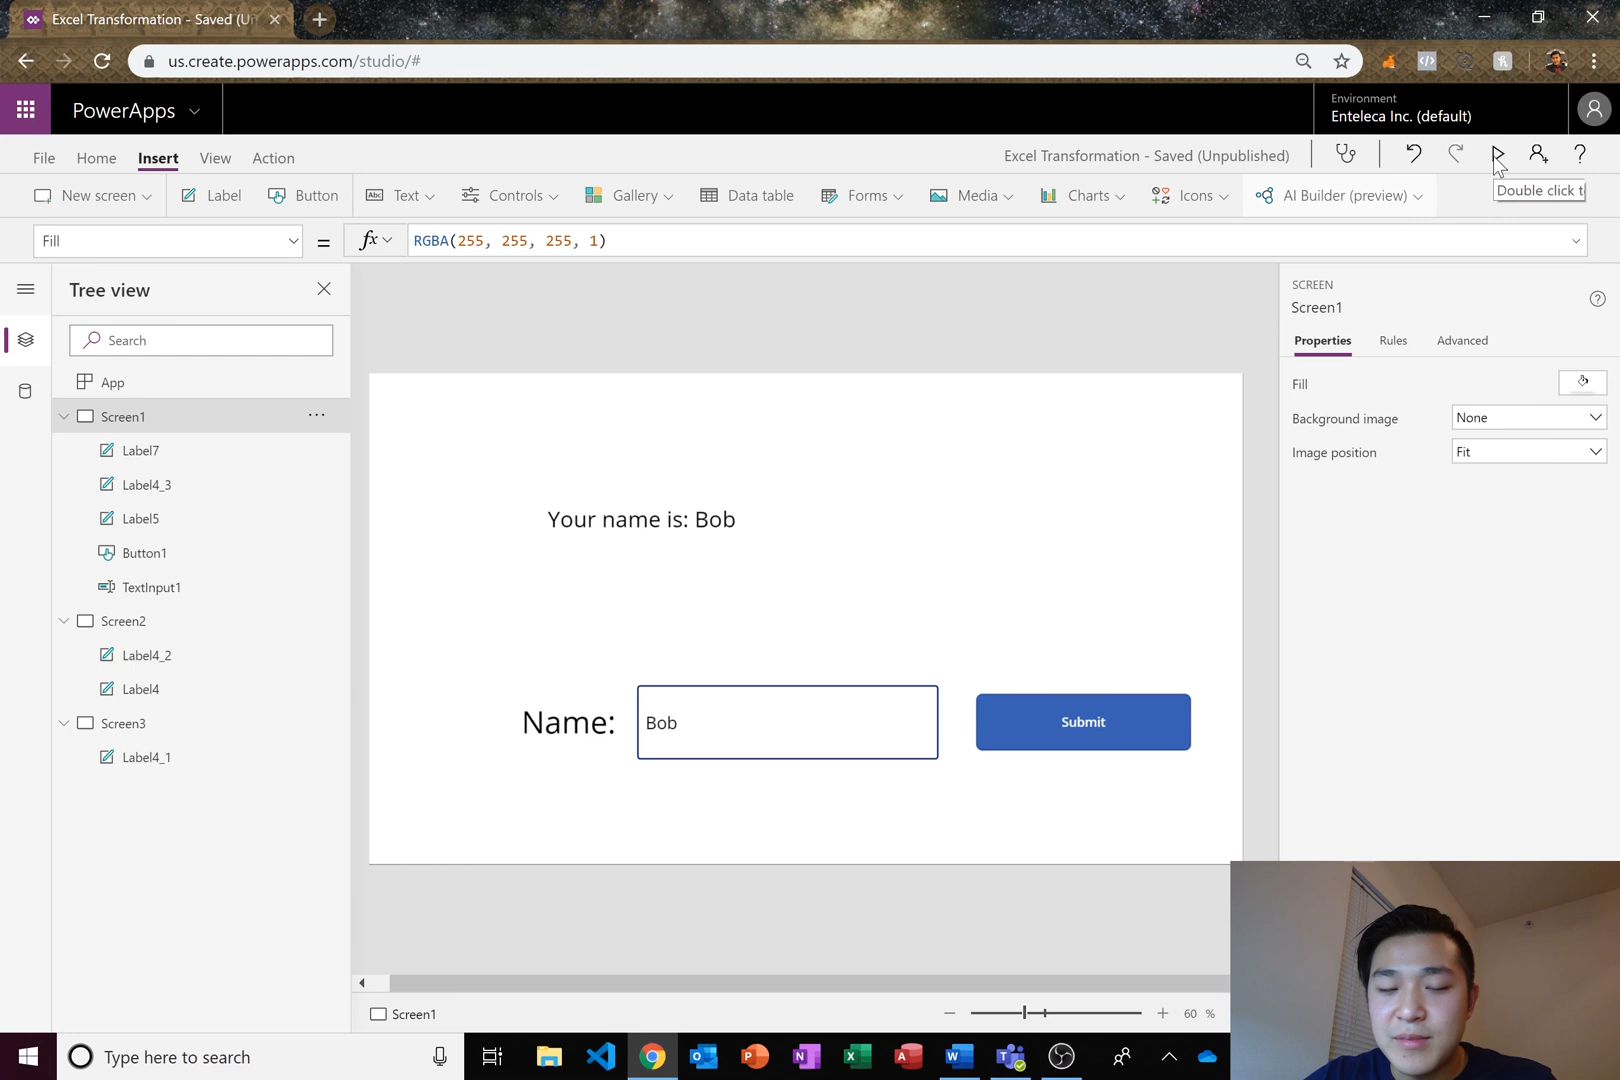 Excel Transformation - Saved (Un
us.create.powerapps.com/studio/#
PowerApps
Environment
Enteleca Inc. (default)
File Home Insert View Action
Excel Transformation - Saved (Unpublished)
New screen Label Button Text Controls Gallery Data table Forms Media Charts Icons AI Builder (preview)
Double click t
Fill = fx RGBA(255, 255, 255, 1)
Tree view
Search
App
Screen1
Label7
Label4_3
Label5
Button1
TextInput1
Screen2
Label4_2
Label4
Screen3
Label4_1
Your name is: Bob
Name: Bob Submit
SCREEN
Screen1
Properties Rules Advanced
Fill
Background image None
Image position Fit
Screen1
60 %
Type here to search